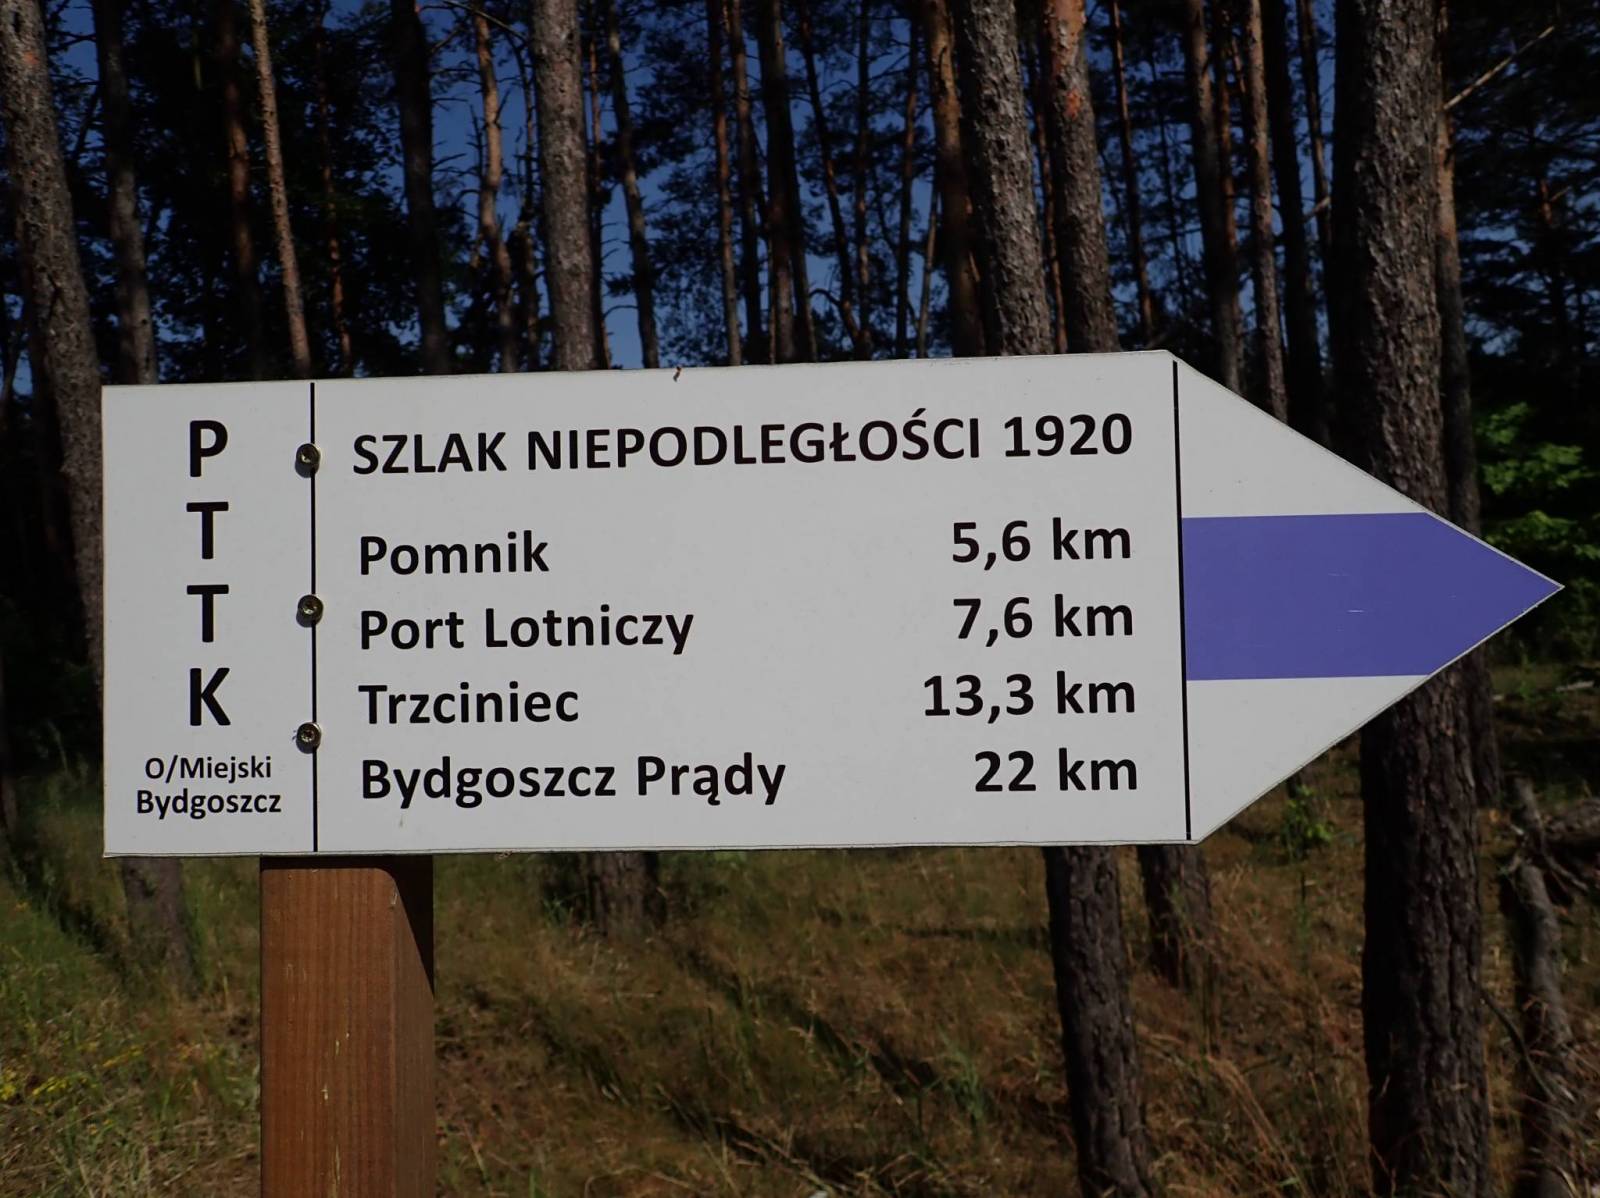 P
T
T
K
O/Miejski
Bydgoszcz
SZLAK NIEPODLEGŁOŚCI 1920
Pomnik 5,6 km
Port Lotniczy 7,6 km
Trzciniec 13,3 km
Bydgoszcz Prądy 22 km